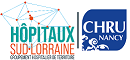 HÔPITAUX
SUD-LORRAINE
GROUPEMENT HOSPITALIER DE TERRITOIRE
CHRU
NANCY